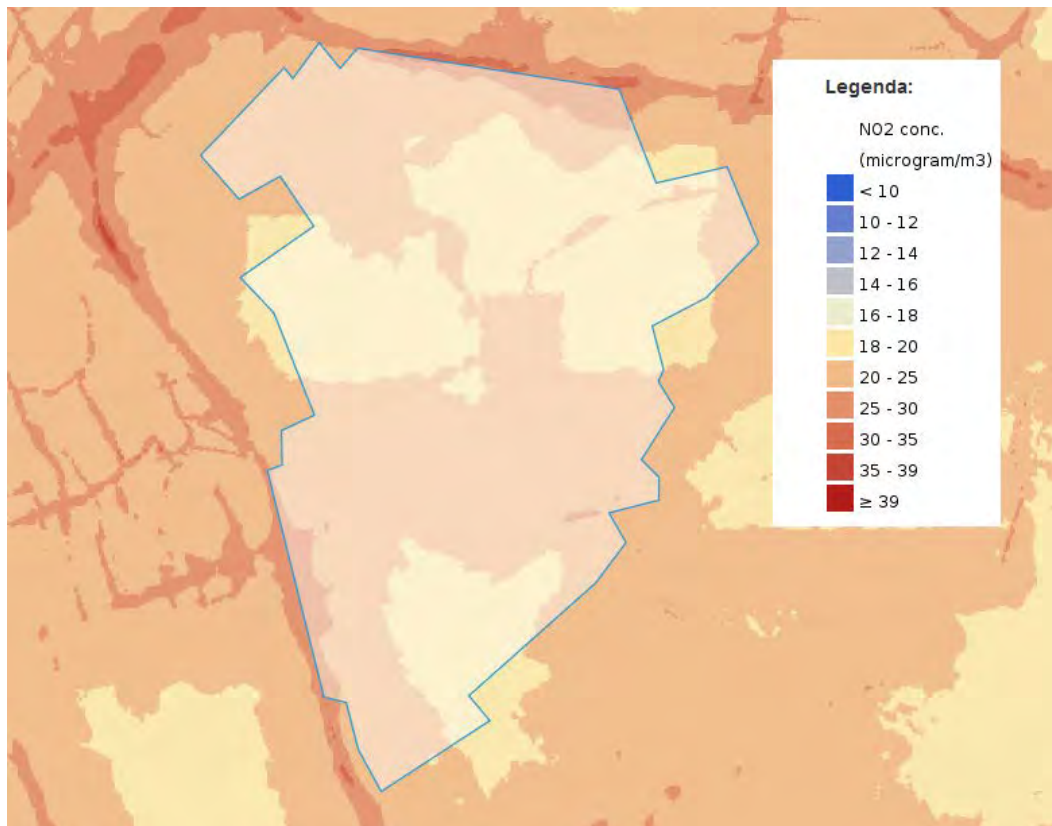 Legenda:
NO2 conc.
(microgram/m3)
< 10
10 - 12
12 - 14
14 - 16
16 - 18
18 - 20
20 - 25
25 - 30
30 - 35
35 - 39
≥ 39